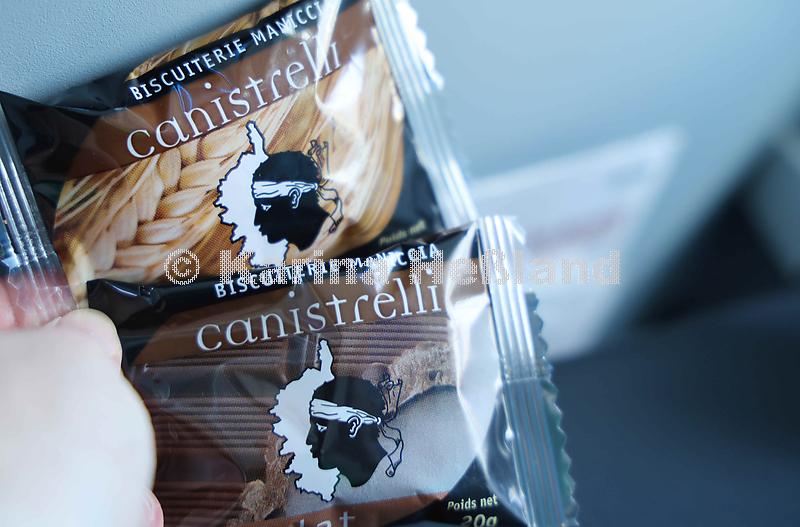 BISCUITERIE MANICCI
canistrelli
Poids net
© Karina Heßland
BISCUITERIE MANICCIA
canistrelli
Poids net
20g